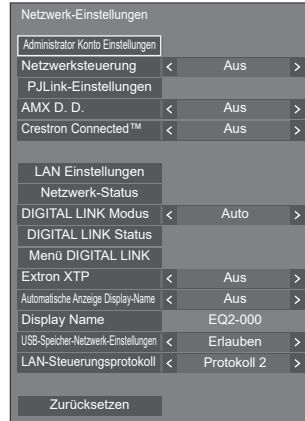 Netzwerk-Einstellungen
Administrator Konto Einstellungen
Netzwerksteuerung < Aus >
PJLink-Einstellungen
AMX D. D. < Aus >
Crestron Connected™ < Aus >
LAN Einstellungen
Netzwerk-Status
DIGITAL LINK Modus < Auto >
DIGITAL LINK Status
Menü DIGITAL LINK
Extron XTP < Aus >
Automatische Anzeige Display-Name < Aus >
Display Name EQ2-000
USB-Speicher-Netzwerk-Einstellungen < Erlauben >
LAN-Steuerungsprotokoll < Protokoll 2 >
Zurücksetzen